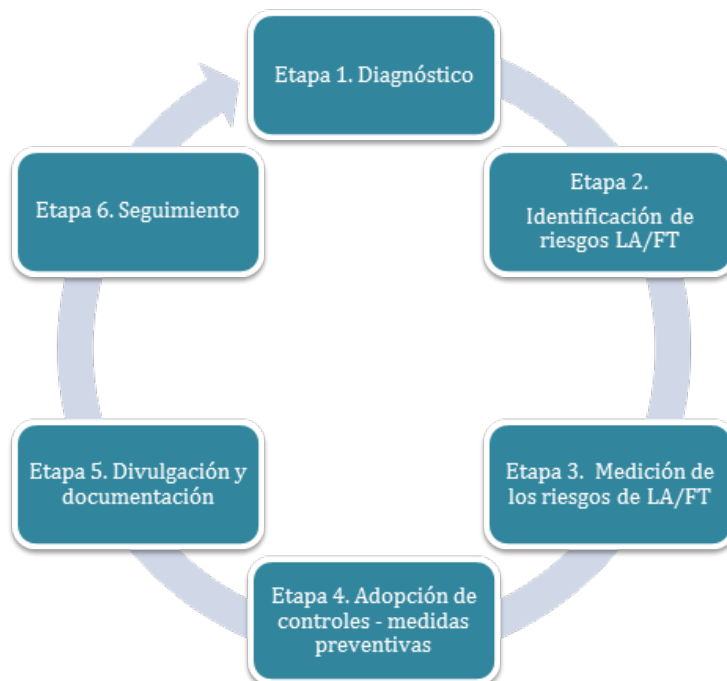 Etapa 1. Diagnóstico
Etapa 2.
Identificación de
riesgos LA/FT
Etapa 3.  Medición de
los riesgos de LA/FT
Etapa 4. Adopción de
controles - medidas
preventivas
Etapa 5. Divulgación y
documentación
Etapa 6. Seguimiento